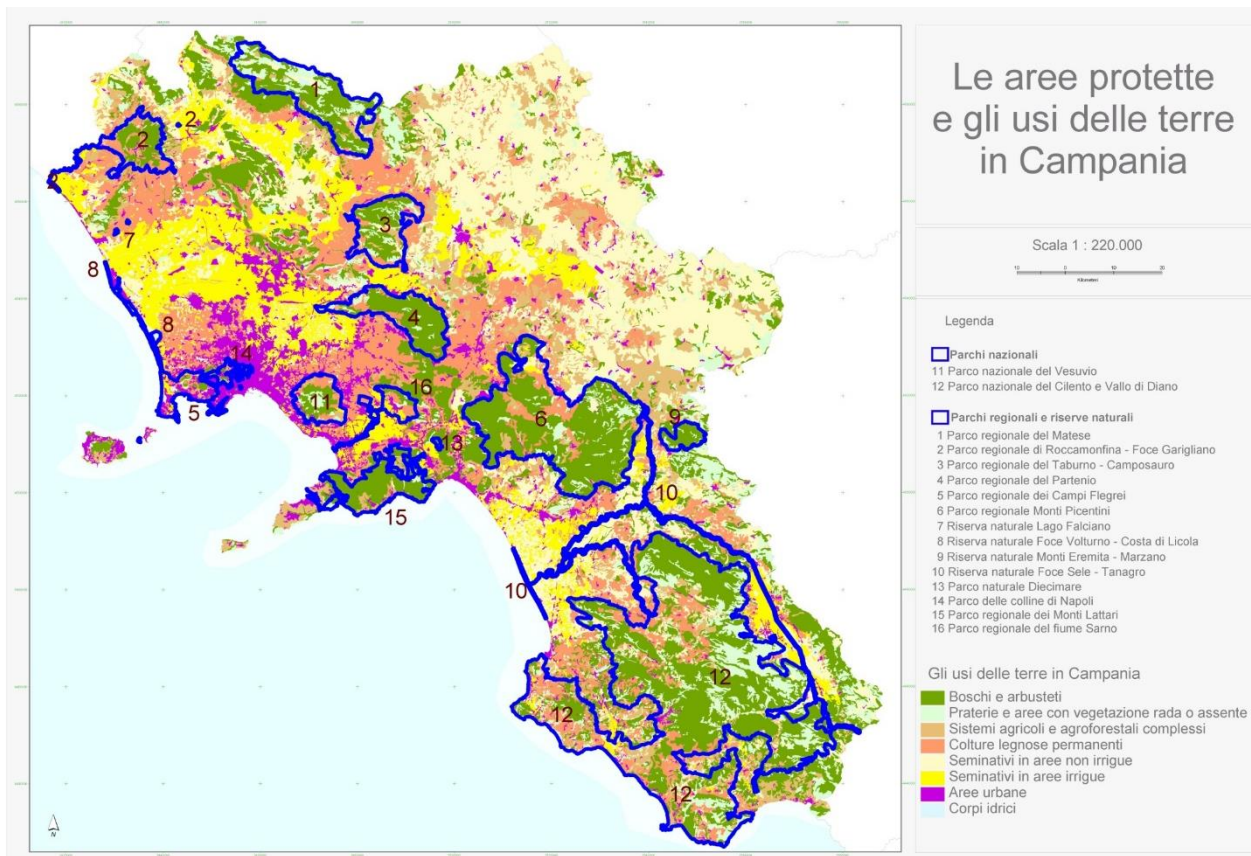 Le aree protette
e gli usi delle terre
in Campania
Scala 1 : 220.000
10 0 10 20
Kilometers
Legenda
Parchi nazionali
11 Parco nazionale del Vesuvio
12 Parco nazionale del Cilento e Vallo di Diano
Parchi regionali e riserve naturali
1 Parco regionale del Matese
2 Parco regionale di Roccamonfina - Foce Garigliano
3 Parco regionale del Taburno - Camposauro
4 Parco regionale del Partenio
5 Parco regionale dei Campi Flegrei
6 Parco regionale Monti Picentini
7 Riserva naturale Lago Falciano
8 Riserva naturale Foce Volturno - Costa di Licola
9 Riserva naturale Monti Eremita - Marzano
10 Riserva naturale Foce Sele - Tanagro
13 Parco naturale Diecimare
14 Parco delle colline di Napoli
15 Parco regionale dei Monti Lattari
16 Parco regionale del fiume Sarno
Gli usi delle terre in Campania
Boschi e arbusteti
Praterie e aree con vegetazione rada o assente
Sistemi agricoli e agroforestali complessi
Colture legnose permanenti
Seminativi in aree non irrigue
Seminativi in aree irrigue
Aree urbane
Corpi idrici
1
2
2
2
3
7
8
4
8
14
16
11
5
6
9
13
10
15
10
12
12
12
N